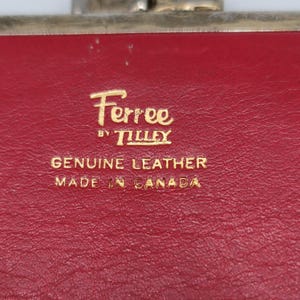 Ferree
BY TILLEY
GENUINE LEATHER
MADE IN CANADA